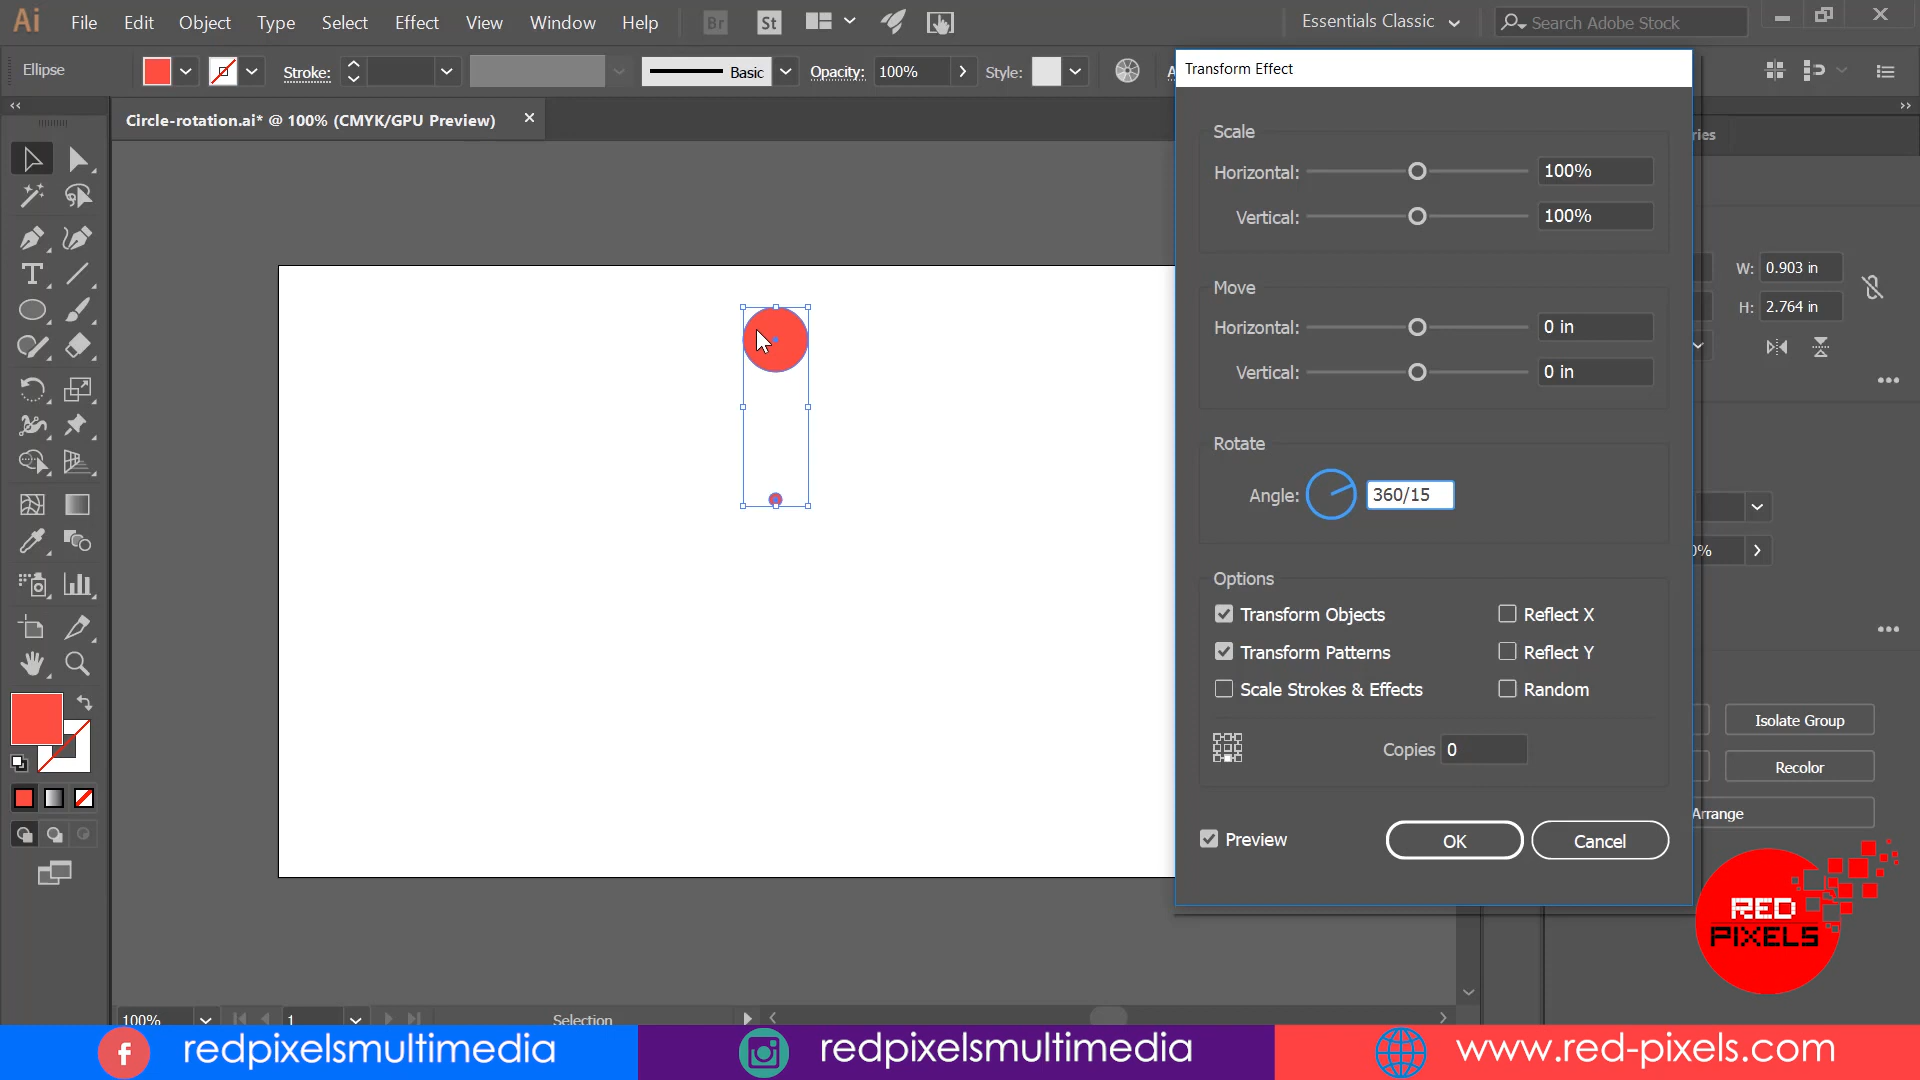 Ai File Edit Object Type Select Effect View Window Help Br St Essentials Classic Search Adobe Stock
Ellipse Stroke: Basic Opacity: 100% Style:
Transform Effect
Circle-rotation.ai* @ 100% (CMYK/GPU Preview)
Scale
Horizontal: 100%
Vertical: 100%
Move
Horizontal: 0 in
Vertical: 0 in
W: 0.903 in
H: 2.764 in
Rotate
Angle: 360/15
Options
Transform Objects Reflect X
Transform Patterns Reflect Y
Scale Strokes & Effects Random
Copies 0
Preview OK Cancel
Isolate Group
Recolor
Arrange
RED
PIXELS
100% 1 Selection
redpixelsmultimedia redpixelsmultimedia www.red-pixels.com